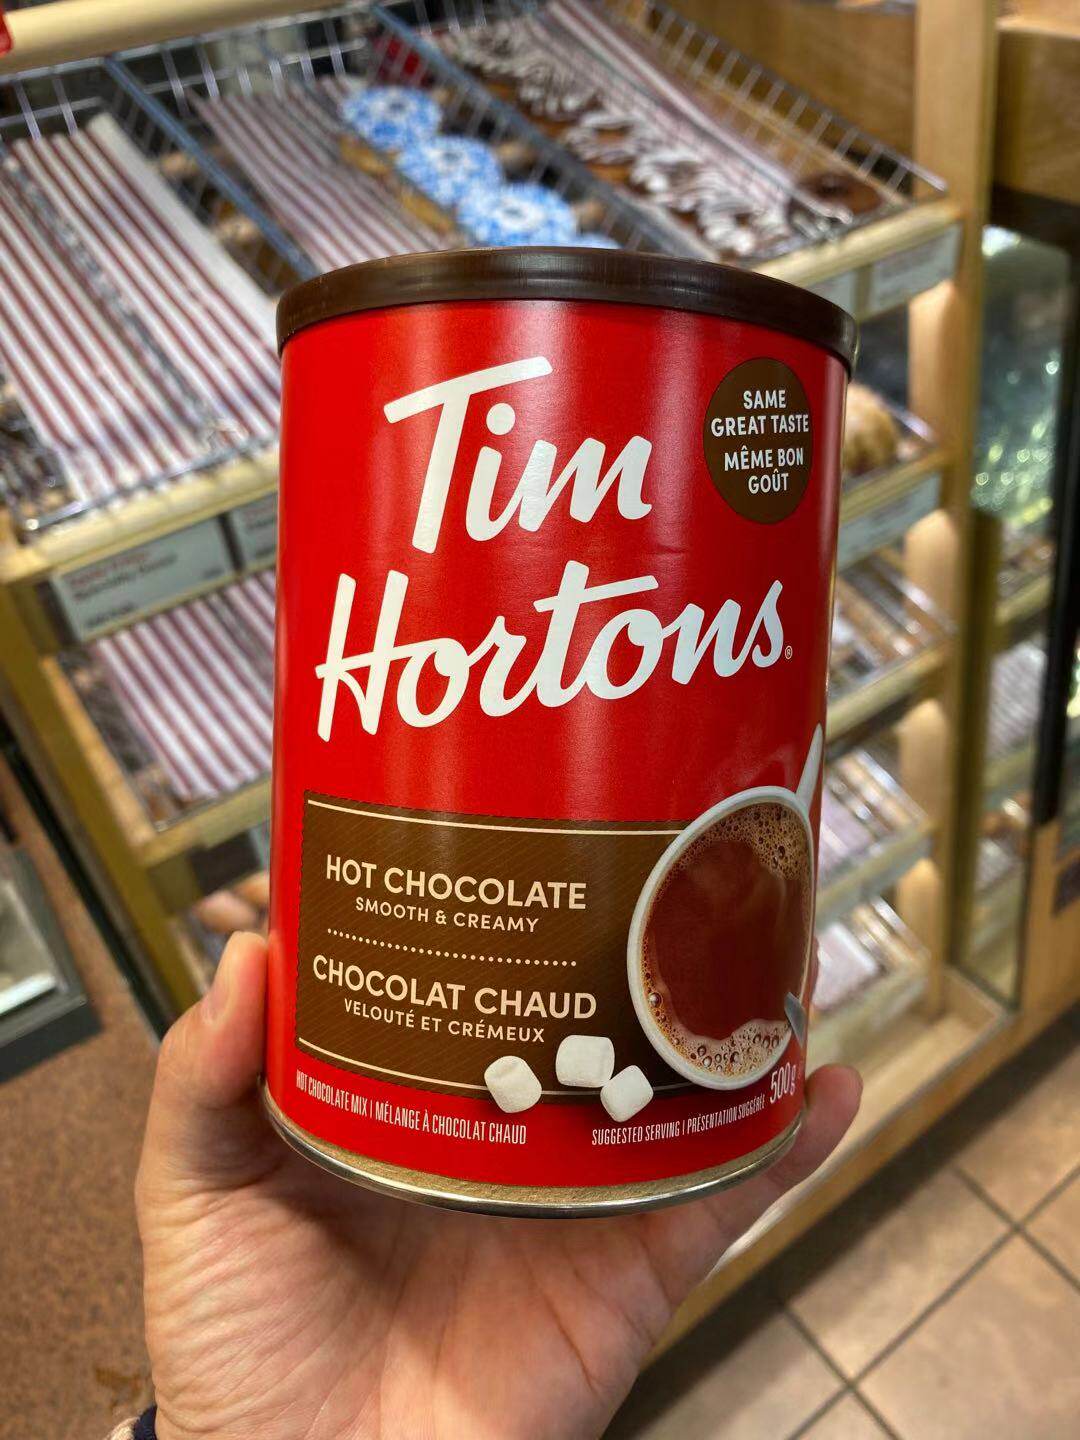 Tim
Hortons®
SAME
GREAT TASTE
MÊME BON
GOÛT
HOT CHOCOLATE
SMOOTH & CREAMY
CHOCOLAT CHAUD
VELOUTÉ ET CRÉMEUX
HOT CHOCOLATE MIX | MÉLANGE À CHOCOLAT CHAUD
SUGGESTED SERVING | PRÉSENTATION SUGGÉRÉE
500g